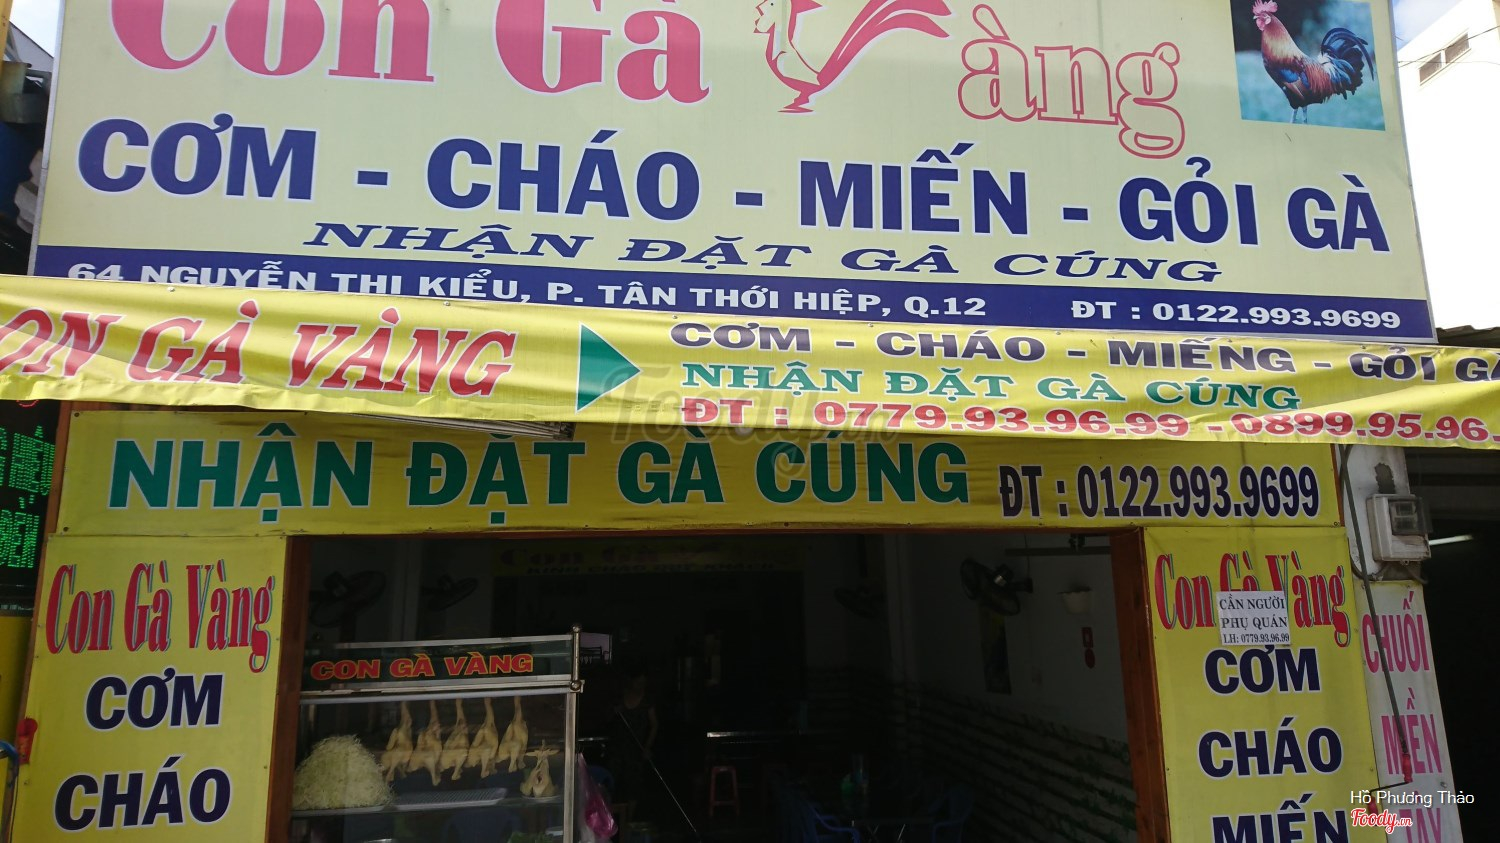 Con Gà Vàng
CƠM - CHÁO - MIẾN - GỎI GÀ
NHẬN ĐẶT GÀ CÚNG
64 NGUYỄN THỊ KIỂU, P. TÂN THỚI HIỆP, Q.12 ĐT : 0122.993.9699
CON GÀ VÀNG
CƠM - CHÁO - MIẾNG - GỎI GÀ
NHẬN ĐẶT GÀ CÚNG
ĐT : 0779.93.96.99 - 0899.95.96.
NHẬN ĐẶT GÀ CÚNG ĐT : 0122.993.9699
Con Gà Vàng
CƠM
CHÁO
CON GÀ VÀNG
Con Gà Vàng
CẦN NGƯỜI
PHỤ QUÁN
LH: 0779.93.96.99
CƠM
CHÁO
MIẾN
CHUỐI
MIỀN
TÂY
Foody.vn
Hồ Phương Thảo
Foody.vn